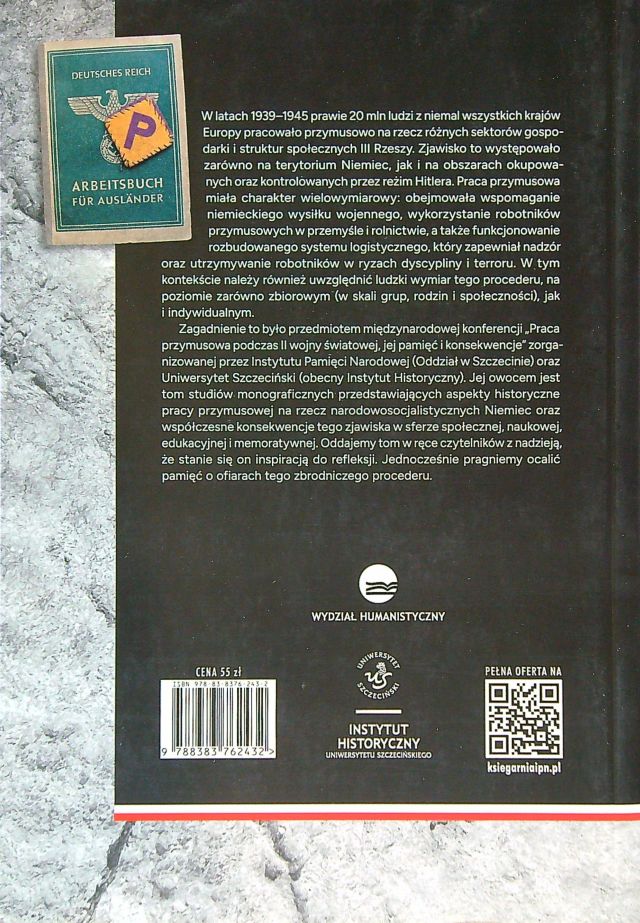 DEUTSCHES REICH
P
ARBEITSBUCH
FÜR AUSLÄNDER
W latach 1939–1945 prawie 20 mln ludzi z niemal wszystkich krajów
Europy pracowało przymusowo na rzecz różnych sektorów gospo-
darki i struktur społecznych III Rzeszy. Zjawisko to występowało
zarówno na terytorium Niemiec, jak i na obszarach okupowa-
nych oraz kontrolowanych przez reżim Hitlera. Praca przymusowa
miała charakter wielowymiarowy: obejmowała wspomaganie
niemieckiego wysiłku wojennego, wykorzystanie robotników
przymusowych w przemyśle i rolnictwie, a także funkcjonowanie
rozbudowanego systemu logistycznego, który zapewniał nadzór
oraz utrzymywanie robotników w ryzach dyscypliny i terroru. W tym
kontekście należy również uwzględnić ludzki wymiar tego procederu, na
poziomie zarówno zbiorowym (w skali grup, rodzin i społeczności), jak
i indywidualnym.
Zagadnienie to było przedmiotem międzynarodowej konferencji „Praca
przymusowa podczas II wojny światowej, jej pamięć i konsekwencje” zorga-
nizowanej przez Instytutu Pamięci Narodowej (Oddział w Szczecinie) oraz
Uniwersytet Szczeciński (obecny Instytut Historyczny). Jej owocem jest
tom studiów monograficznych przedstawiających aspekty historyczne
pracy przymusowej na rzecz narodowosocjalistycznych Niemiec oraz
współczesne konsekwencje tego zjawiska w sferze społecznej, naukowej,
edukacyjnej i memoratywnej. Oddajemy tom w ręce czytelników z nadzieją,
że stanie się on inspiracją do refleksji. Jednocześnie pragniemy ocalić
pamięć o ofiarach tego zbrodniczego procederu.
WYDZIAŁ HUMANISTYCZNY
CENA 55 zł
ISBN 978-83-8376-243-2
9 788383 762432
UNIWERSYTET
US
SZCZECIŃSKI
INSTYTUT
HISTORYCZNY
UNIWERSYTETU SZCZECIŃSKIEGO
PEŁNA OFERTA NA
ksiegarniaipn.pl